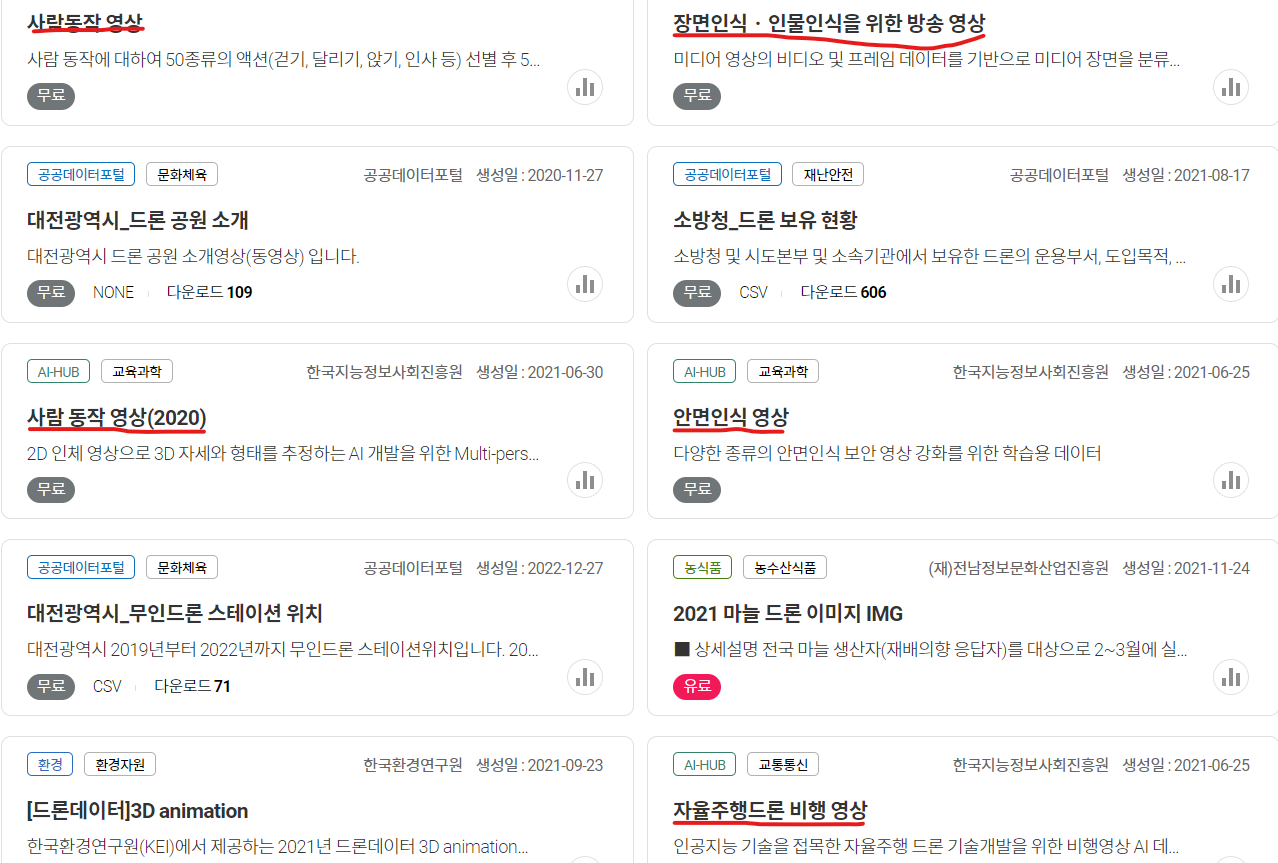 사람동작 영상
사람 동작에 대하여 50종류의 액션(걷기, 달리기, 앉기, 인사 등) 선별 후 5...
무료
장면인식 · 인물인식을 위한 방송 영상
미디어 영상의 비디오 및 프레임 데이터를 기반으로 미디어 장면을 분류...
무료
공공데이터포털 문화체육 공공데이터포털 생성일 : 2020-11-27
대전광역시_드론 공원 소개
대전광역시 드론 공원 소개영상(동영상) 입니다.
무료 NONE 다운로드 109
공공데이터포털 재난안전 공공데이터포털 생성일 : 2021-08-17
소방청_드론 보유 현황
소방청 및 시도본부 및 소속기관에서 보유한 드론의 운용부서, 도입목적, ...
무료 CSV 다운로드 606
AI-HUB 교육과학 한국지능정보사회진흥원 생성일 : 2021-06-30
사람 동작 영상(2020)
2D 인체 영상으로 3D 자세와 형태를 추정하는 AI 개발을 위한 Multi-pers...
무료
AI-HUB 교육과학 한국지능정보사회진흥원 생성일 : 2021-06-25
안면인식 영상
다양한 종류의 안면인식 보안 영상 강화를 위한 학습용 데이터
무료
공공데이터포털 문화체육 공공데이터포털 생성일 : 2022-12-27
대전광역시_무인드론 스테이션 위치
대전광역시 2019년부터 2022년까지 무인드론 스테이션위치입니다. 20...
무료 CSV 다운로드 71
농식품 농수산식품 (재)전남정보문화산업진흥원 생성일 : 2021-11-24
2021 마늘 드론 이미지 IMG
■ 상세설명 전국 마늘 생산자(재배의향 응답자)를 대상으로 2~3월에 실...
유료
환경 환경자원 한국환경연구원 생성일 : 2021-09-23
[드론데이터]3D animation
한국환경연구원(KEI)에서 제공하는 2021년 드론데이터 3D animation...
AI-HUB 교통통신 한국지능정보사회진흥원 생성일 : 2021-06-25
자율주행드론 비행 영상
인공지능 기술을 접목한 자율주행 드론 기술개발을 위한 비행영상 AI 데...